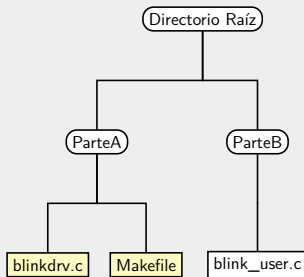 Directorio Raíz
ParteA
ParteB
blinkdrv.c
Makefile
blink_user.c